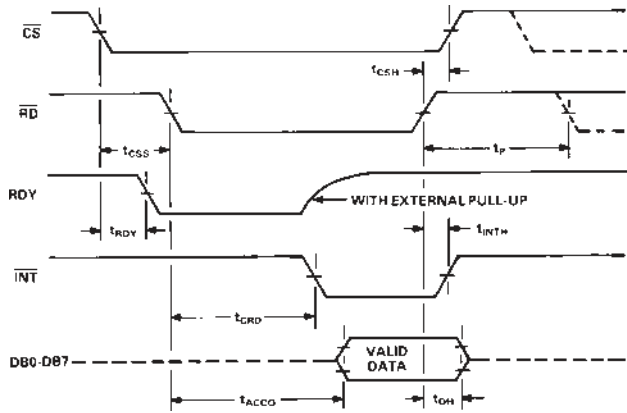 CS
tCSH
RD
tCSS
tP
RDY
WITH EXTERNAL PULL-UP
tRDY
tINTH
INT
tCRD
DB0-DB7
VALID
DATA
tACC0
tDH